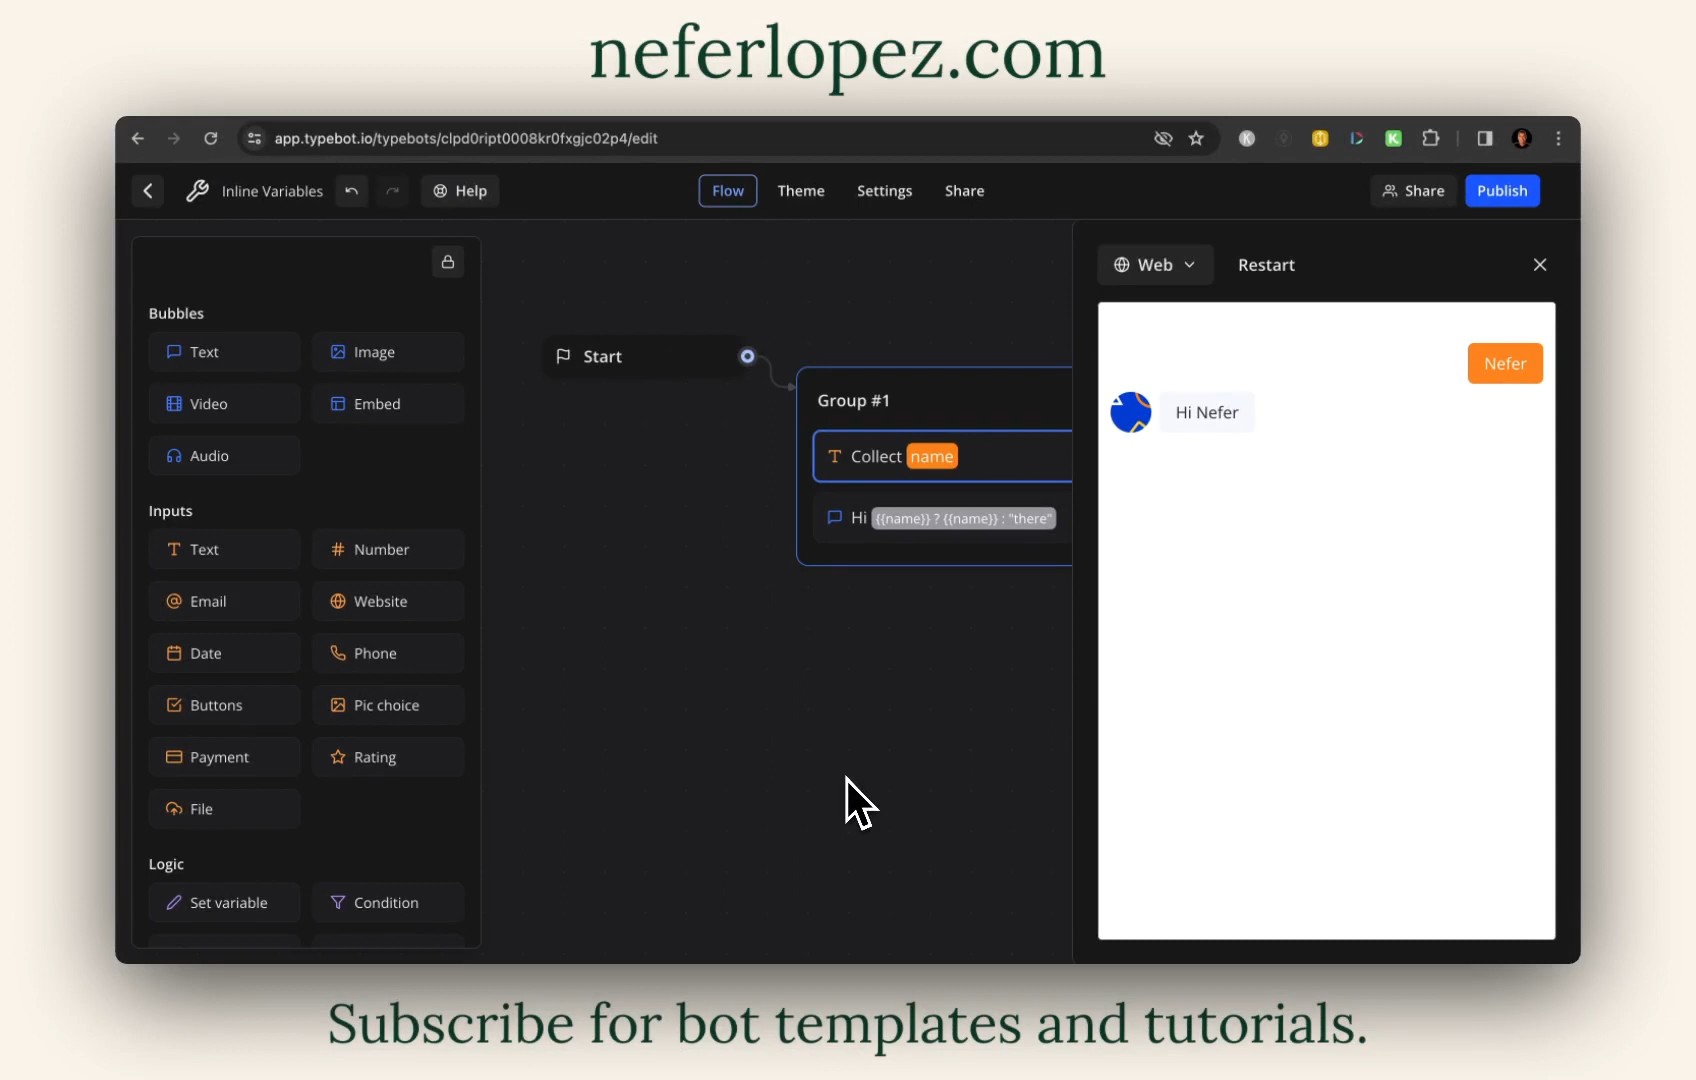 neferlopez.com
app.typebot.io/typebots/clpd0ript0008kr0fxgjc02p4/edit
Inline Variables
Help
Flow
Theme
Settings
Share
Share
Publish
Bubbles
Text
Image
Video
Embed
Audio
Inputs
Text
Number
Email
Website
Date
Phone
Buttons
Pic choice
Payment
Rating
File
Logic
Set variable
Condition
Start
Group #1
Collect name
Hi {{name}} ? {{name}} : "there"
Web
Restart
Nefer
Hi Nefer
Subscribe for bot templates and tutorials.